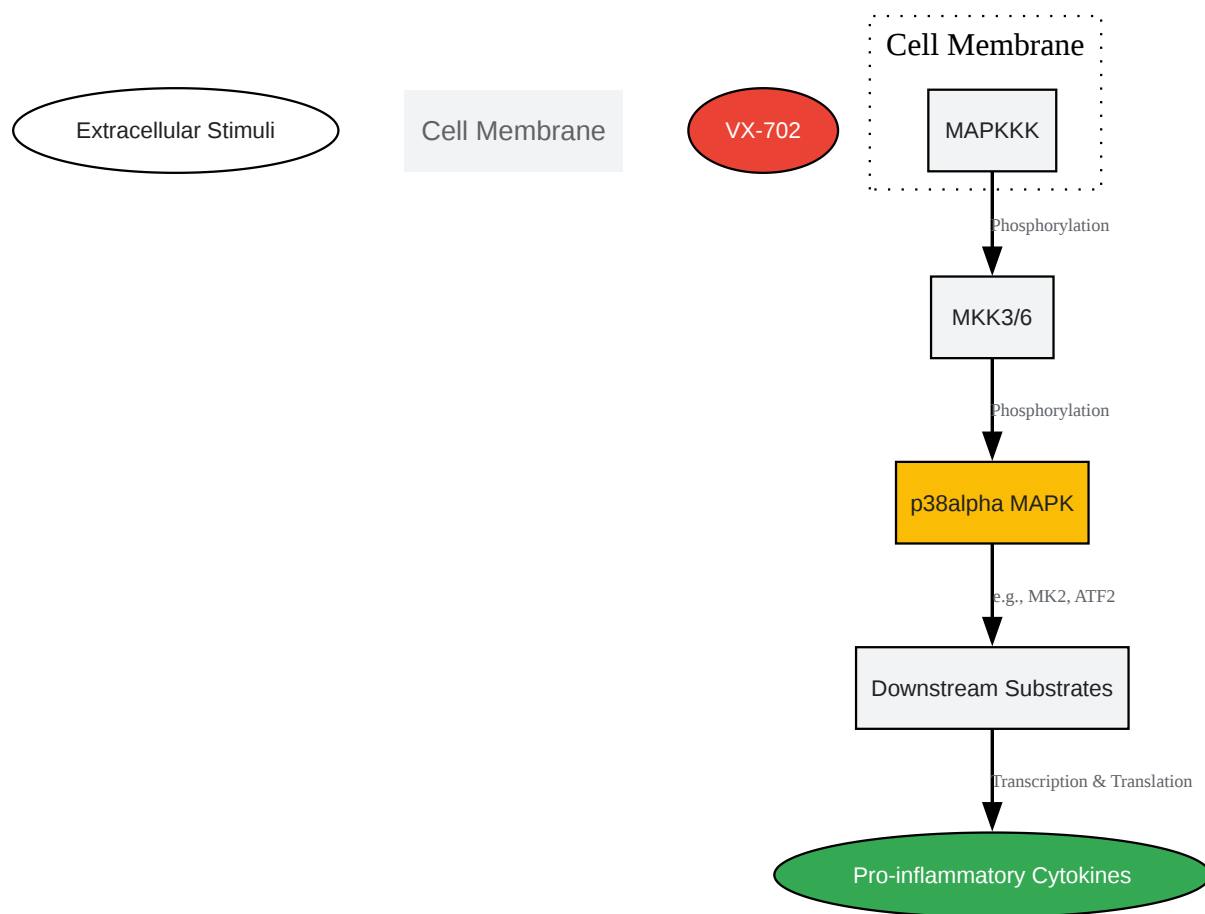 Cell Membrane
Extracellular Stimuli
Cell Membrane
VX-702
MAPKKK
Phosphorylation
MKK3/6
Phosphorylation
p38alpha MAPK
e.g., MK2, ATF2
Downstream Substrates
Transcription & Translation
Pro-inflammatory Cytokines